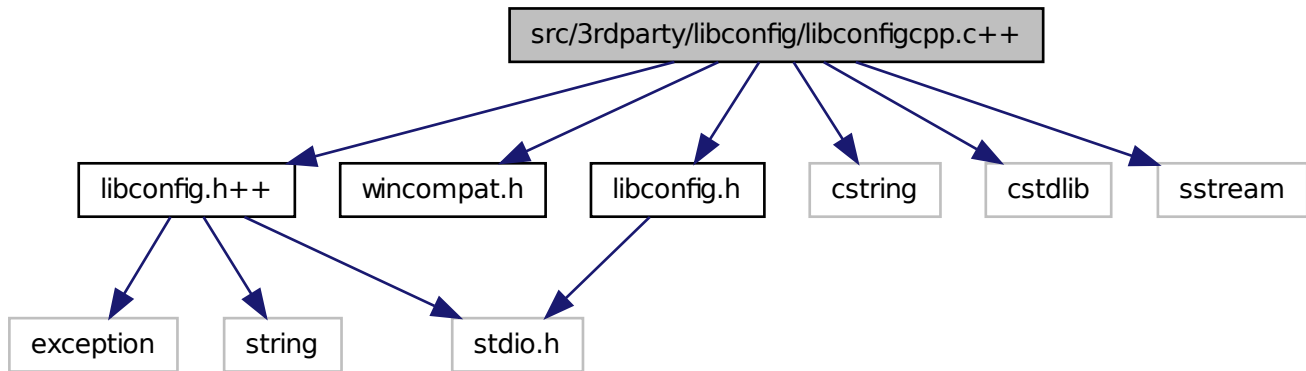 src/3rdparty/libconfig/libconfigcpp.c++
libconfig.h++
wincompat.h
libconfig.h
cstring
cstdlib
sstream
exception
string
stdio.h